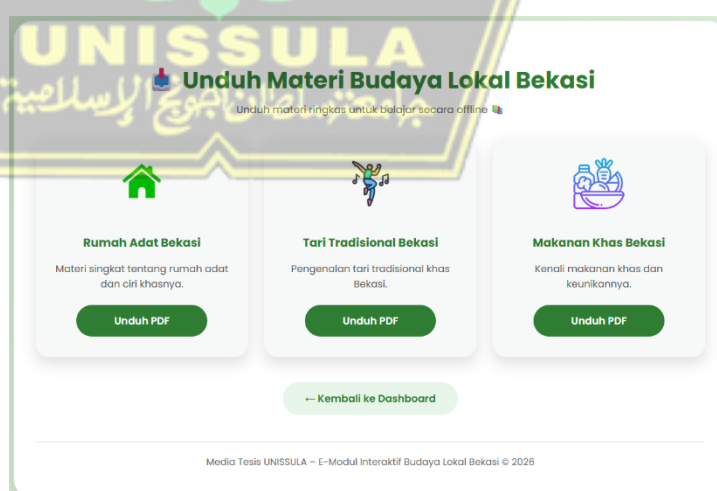 UNISSULA
Unduh Materi Budaya Lokal Bekasi
Unduh materi ringkas untuk belajar secara offline
Rumah Adat Bekasi
Materi singkat tentang rumah adat
dan ciri khasnya.
Unduh PDF
Tari Tradisional Bekasi
Pengenalan tari tradisional khas
Bekasi.
Unduh PDF
Makanan Khas Bekasi
Kenali makanan khas dan
keunikannya.
Unduh PDF
← Kembali ke Dashboard
Media Tesis UNISSULA – E-Modul Interaktif Budaya Lokal Bekasi © 2026